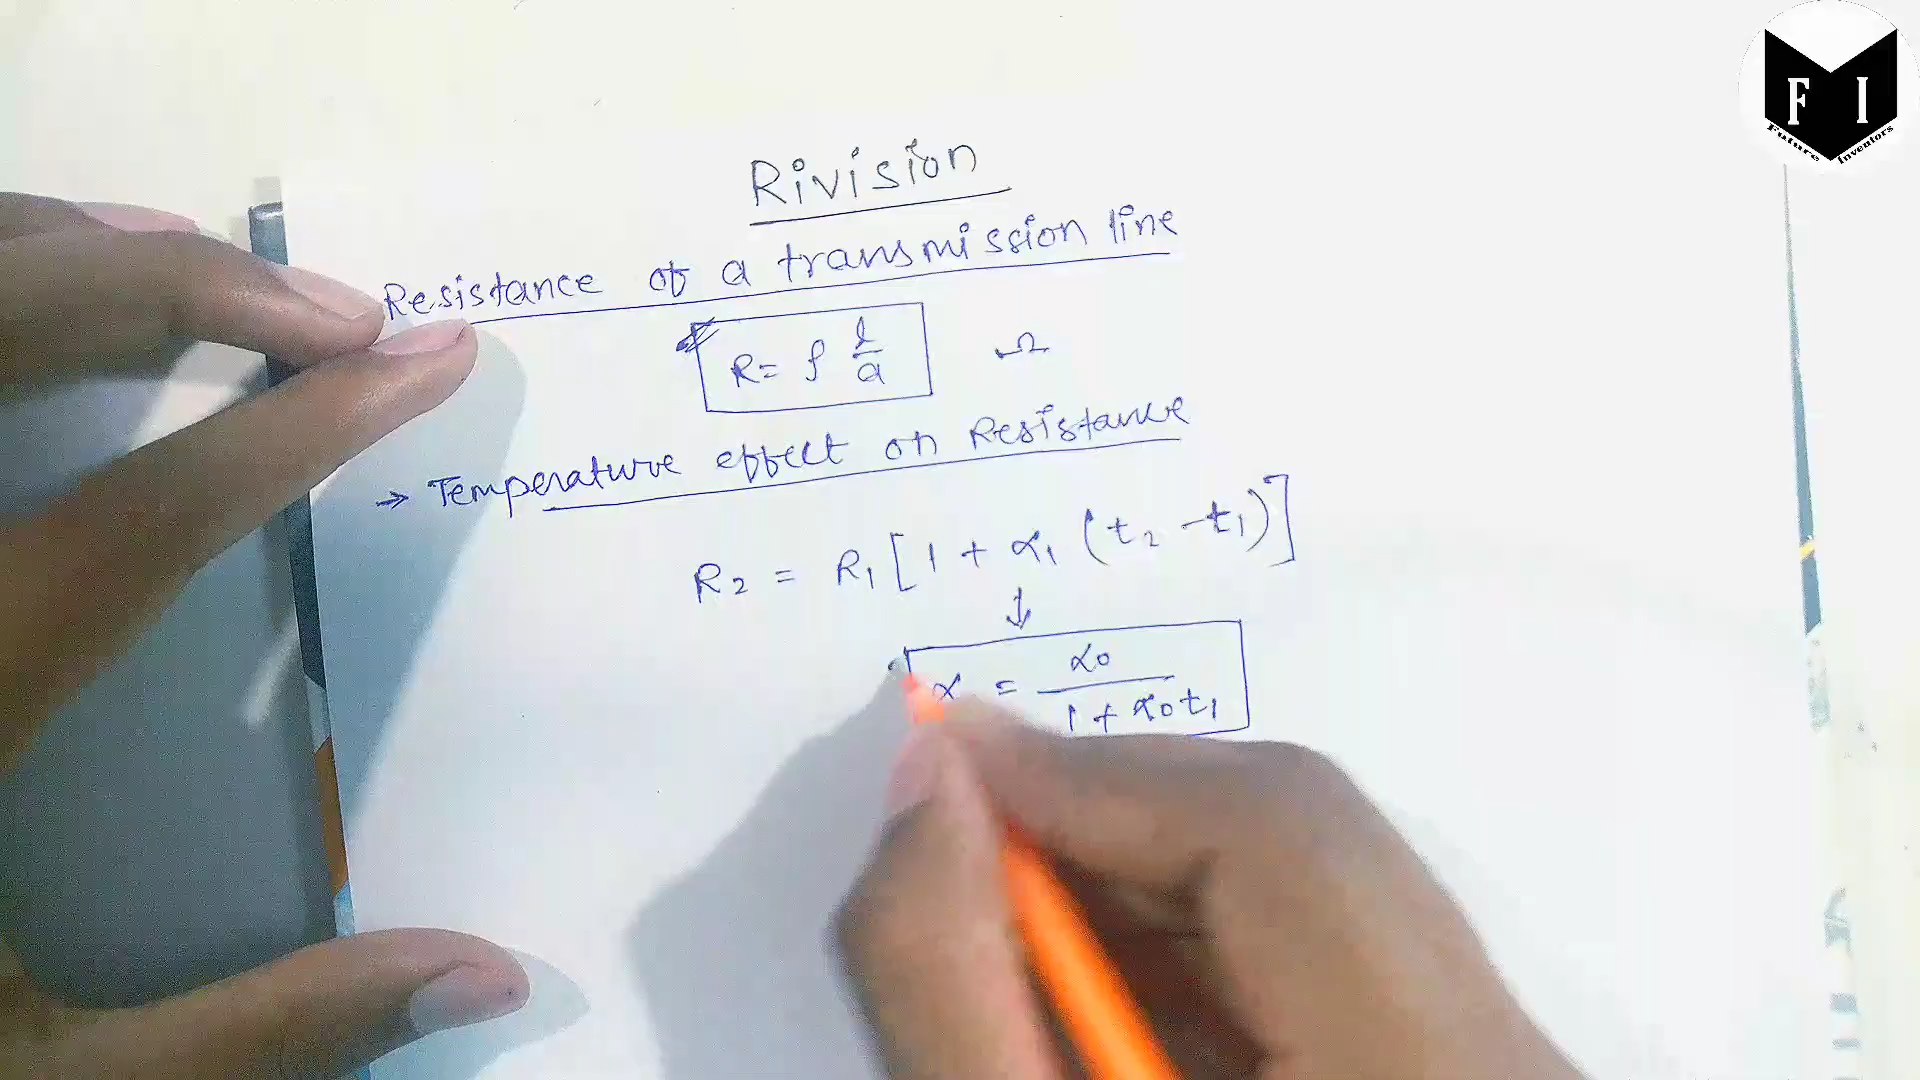 F I
Future Inventors
Rivision
Resistance of a transmission line
R = ρ l/a Ω
→ Temperature effect on Resistance
R₂ = R₁ [1 + α₁ (t₂ - t₁)]
↓
α = α₀/1 + α₀t₁